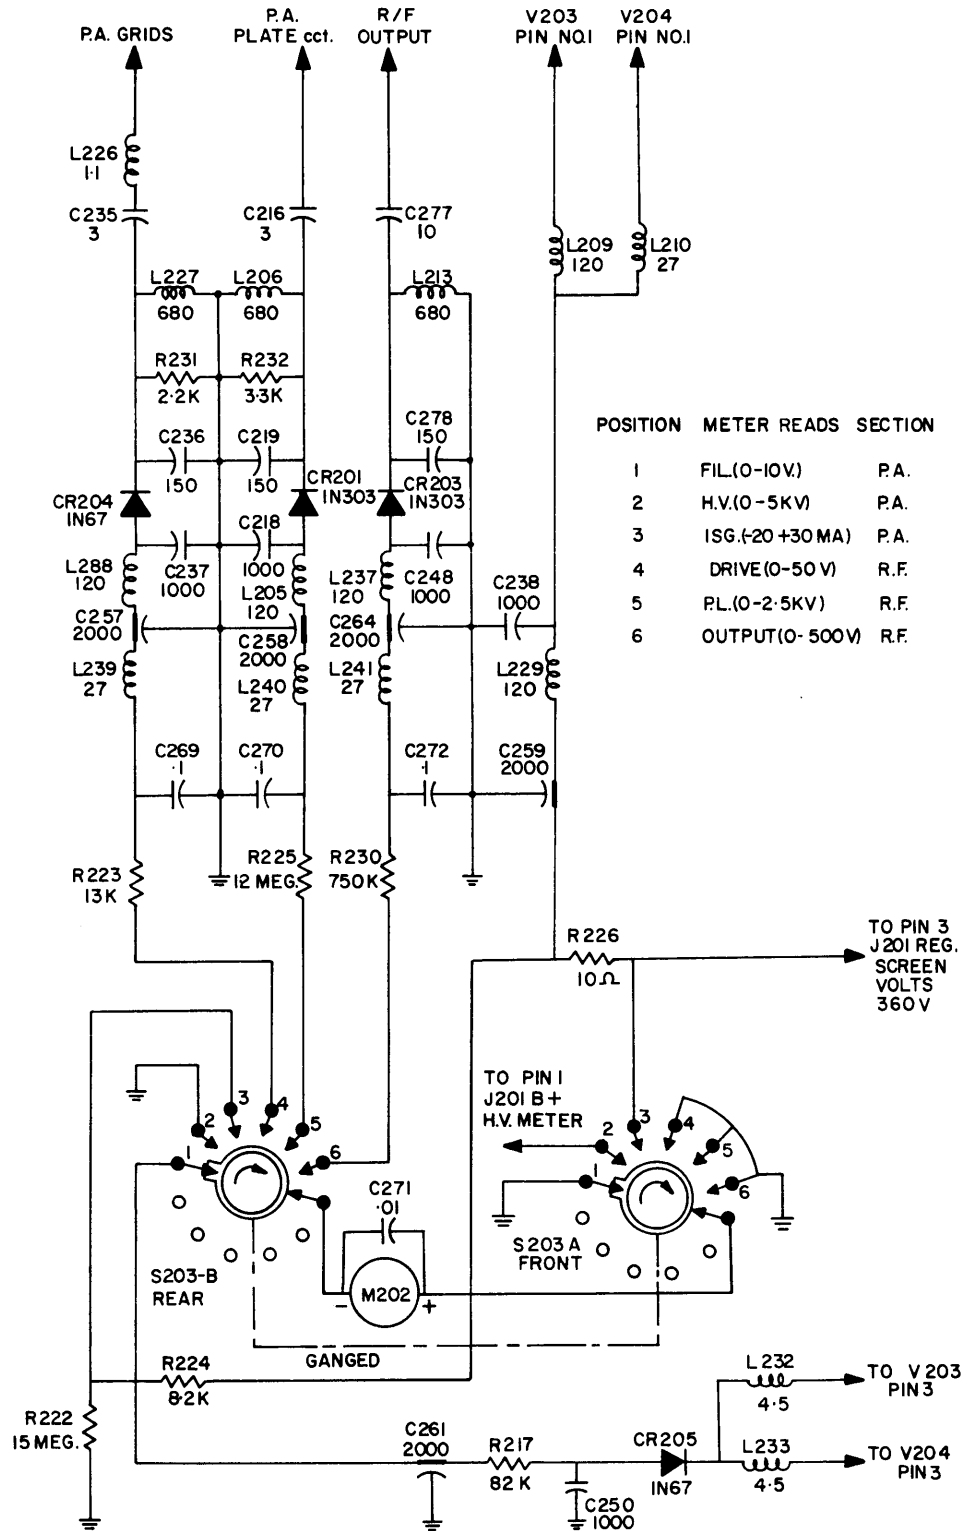 P.A. GRIDS
P.A.
PLATE cct.
R/F
OUTPUT
V203
PIN NO.1
V204
PIN NO.1
L226
1·1
C235
3
C216
3
C277
10
L209
120
L210
27
L227
680
L206
680
L213
680
R231
2·2K
R232
3·3K
C236
150
C219
150
C278
150
CR204
IN67
CR201
IN303
CR203
IN303
POSITION METER READS SECTION
1 FIL.(0-10V.) P.A.
2 H.V.(0-5KV) P.A.
3 ISG.(-20+30MA) P.A.
4 DRIVE(0-50V) R.F.
5 P.L.(0-2·5KV) R.F.
6 OUTPUT(0-500V) R.F.
L288
120
C237
1000
C218
1000
L205
120
L237
120
C248
1000
C238
1000
C257
2000
C258
2000
C264
2000
L239
27
L240
27
L241
27
L229
120
C269
·1
C270
·1
C272
·1
C259
2000
R223
13K
R225
12 MEG.
R230
750K
R226
10Ω
TO PIN 3
J201 REG.
SCREEN
VOLTS
360V
TO PIN 1
J201 B+
H.V. METER
1
2
3
4
5
6
1
2
3
4
5
6
S203-B
REAR
C271
·01
S203A
FRONT
-
M202
+
GANGED
R224
8·2K
R222
15 MEG.
C261
2000
R217
82K
CR205
IN67
C250
1000
L232
4·5
TO V203
PIN3
L233
4·5
TO V204
PIN3